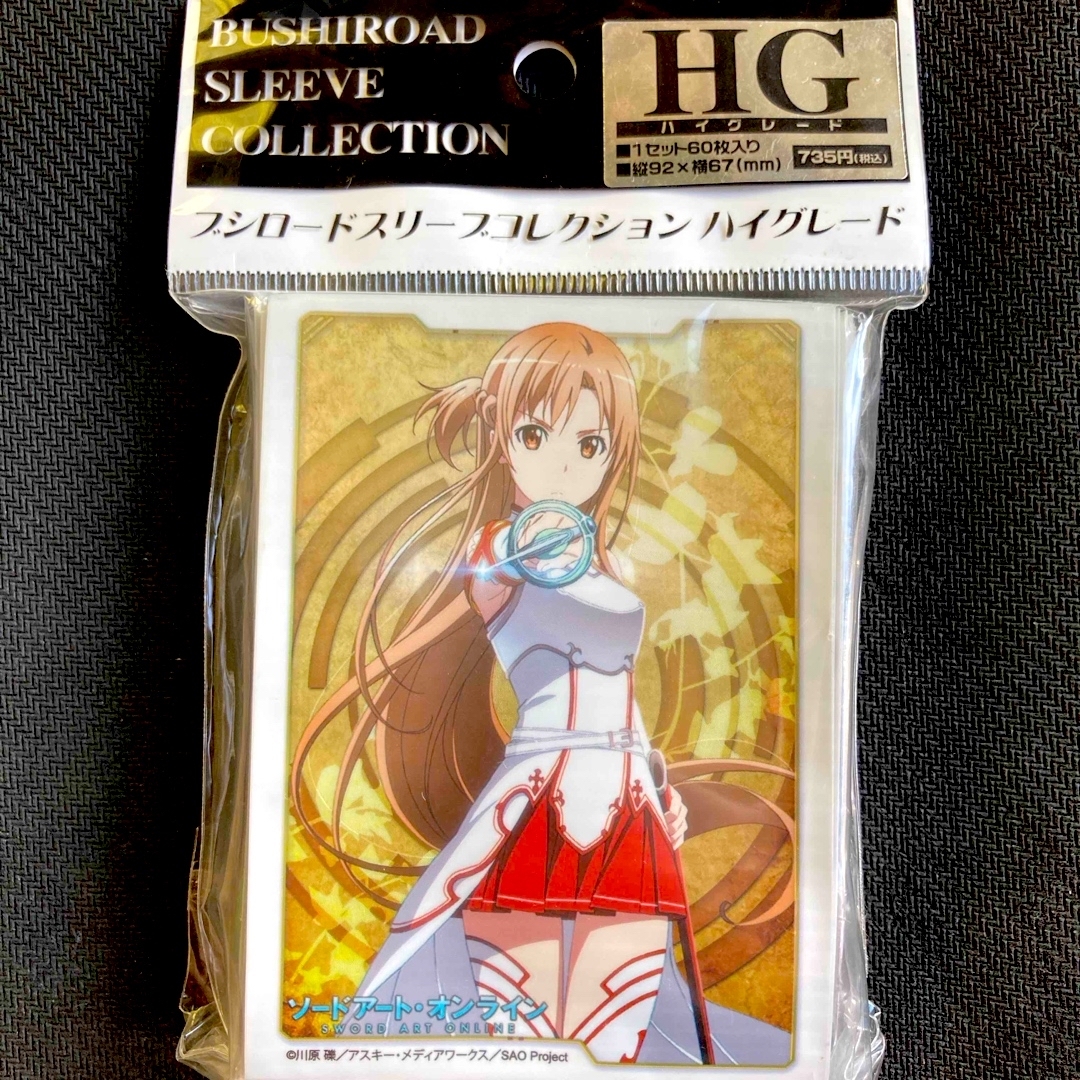 BUSHIROAD
SLEEVE
COLLECTION
HG
ハイグレード
■1セット60枚入り
■縦92×横67(mm)
735円(税込)
ブシロードスリーブコレクション ハイグレード
ソードアート・オンライン
SWORD ART ONLINE
©川原 礫／アスキー・メディアワークス／SAO Project